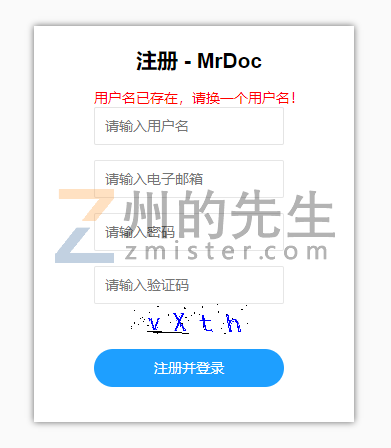 注册 - MrDoc
用户名已存在，请换一个用户名！
请输入用户名
请输入电子邮箱
州的先生
请输入密码
zmister.com
请输入验证码
vXth
注册并登录